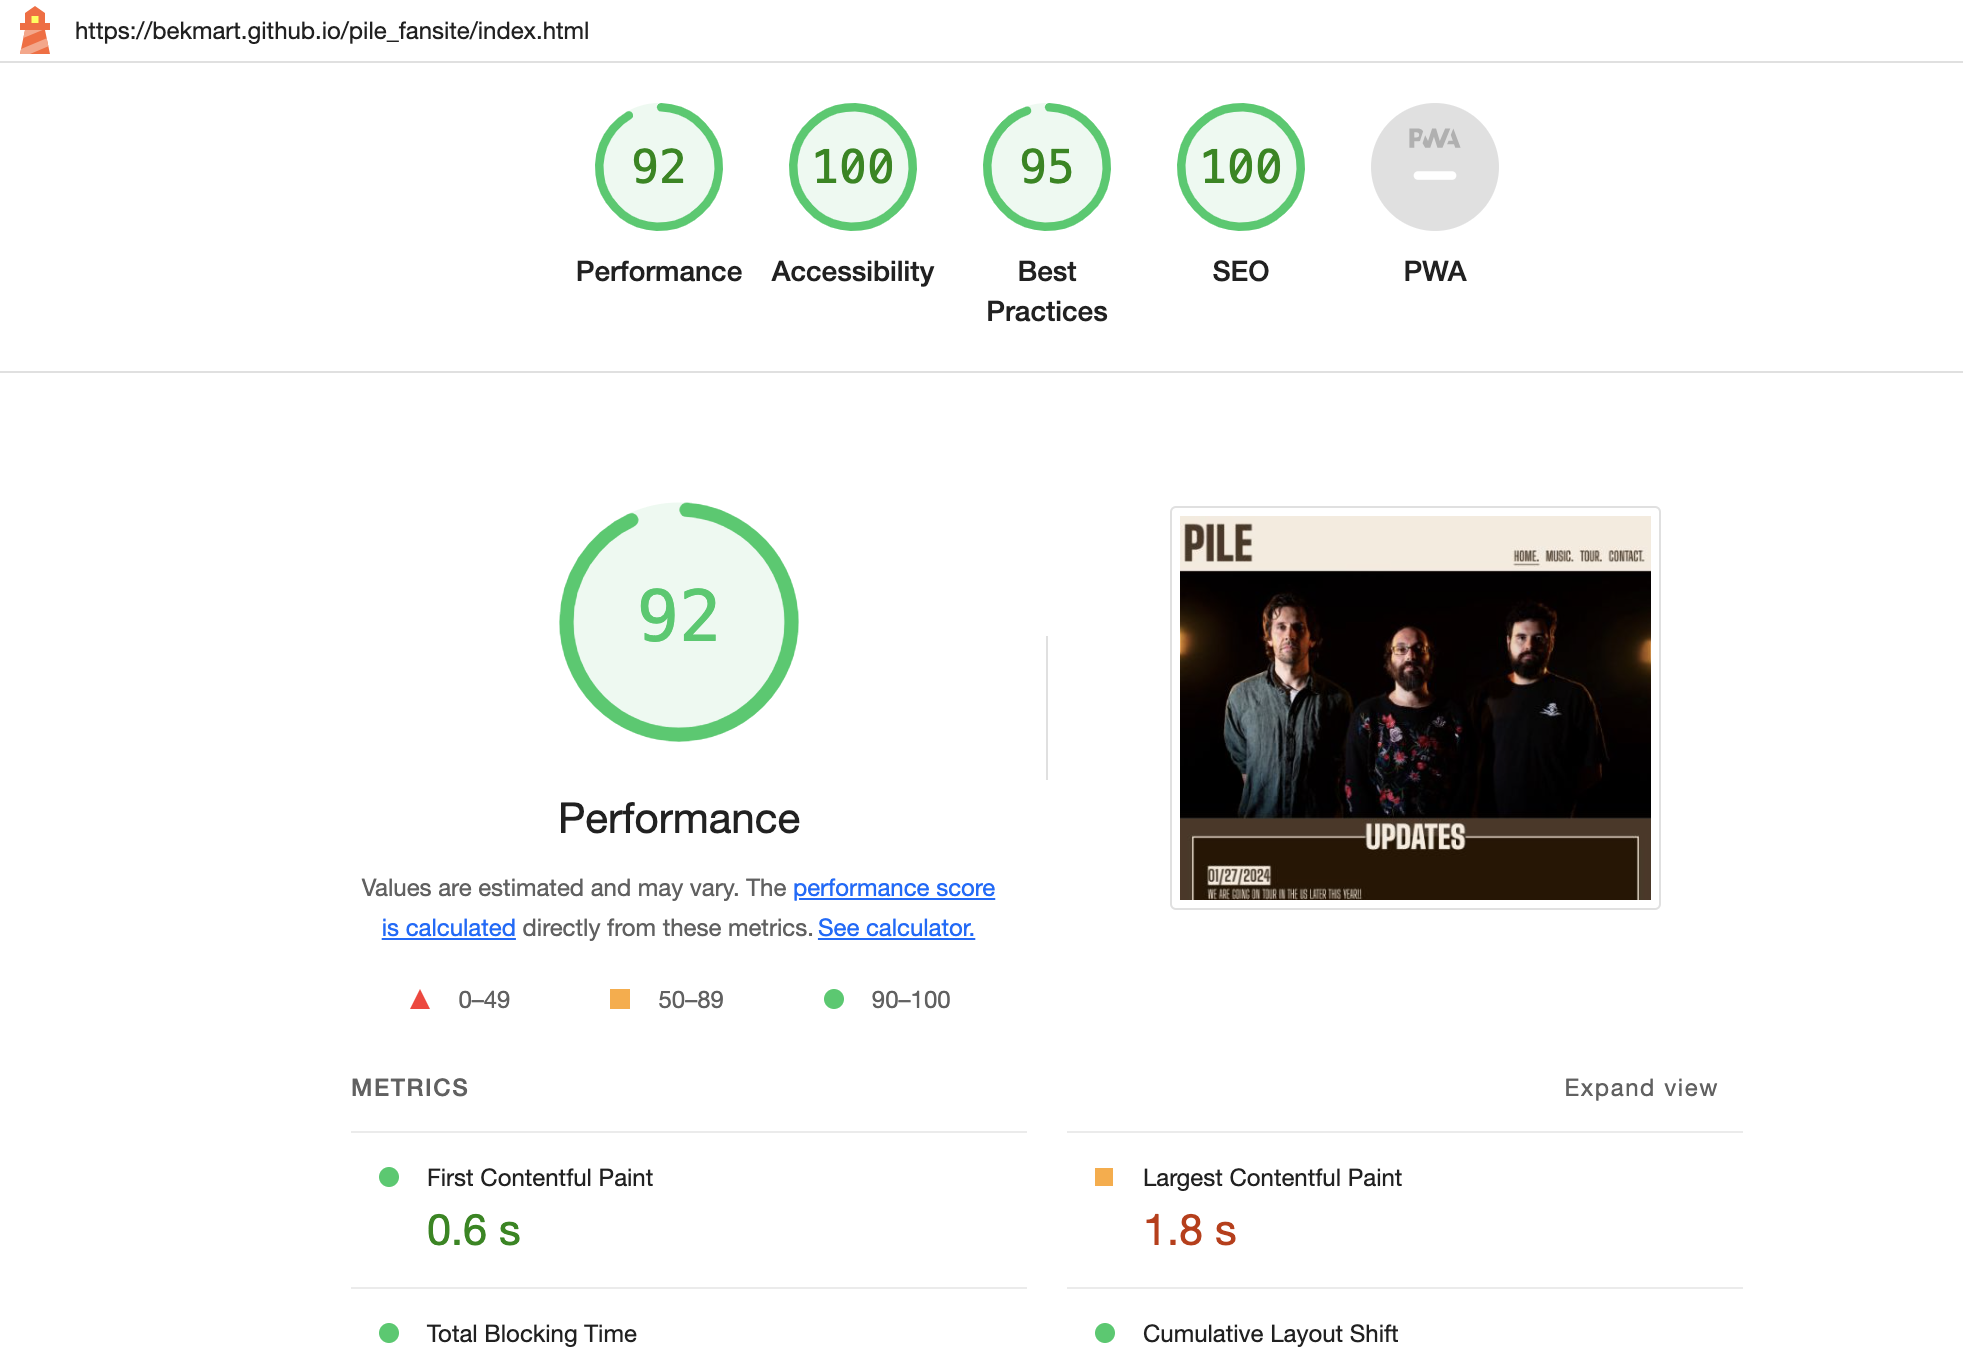 https://bekmart.github.io/pile_fansite/index.html
92
100
95
100
PWA
Performance
Accessibility
Best
Practices
SEO
PWA
92
Performance
Values are estimated and may vary. The performance score
is calculated directly from these metrics. See calculator.
0–49
50–89
90–100
PILE
HOME. MUSIC. TOUR. CONTACT.
UPDATES
01/27/2024
WE ARE GOING ON TOUR IN THE US LATER THIS YEAR!!
METRICS
Expand view
First Contentful Paint
0.6 s
Largest Contentful Paint
1.8 s
Total Blocking Time
Cumulative Layout Shift